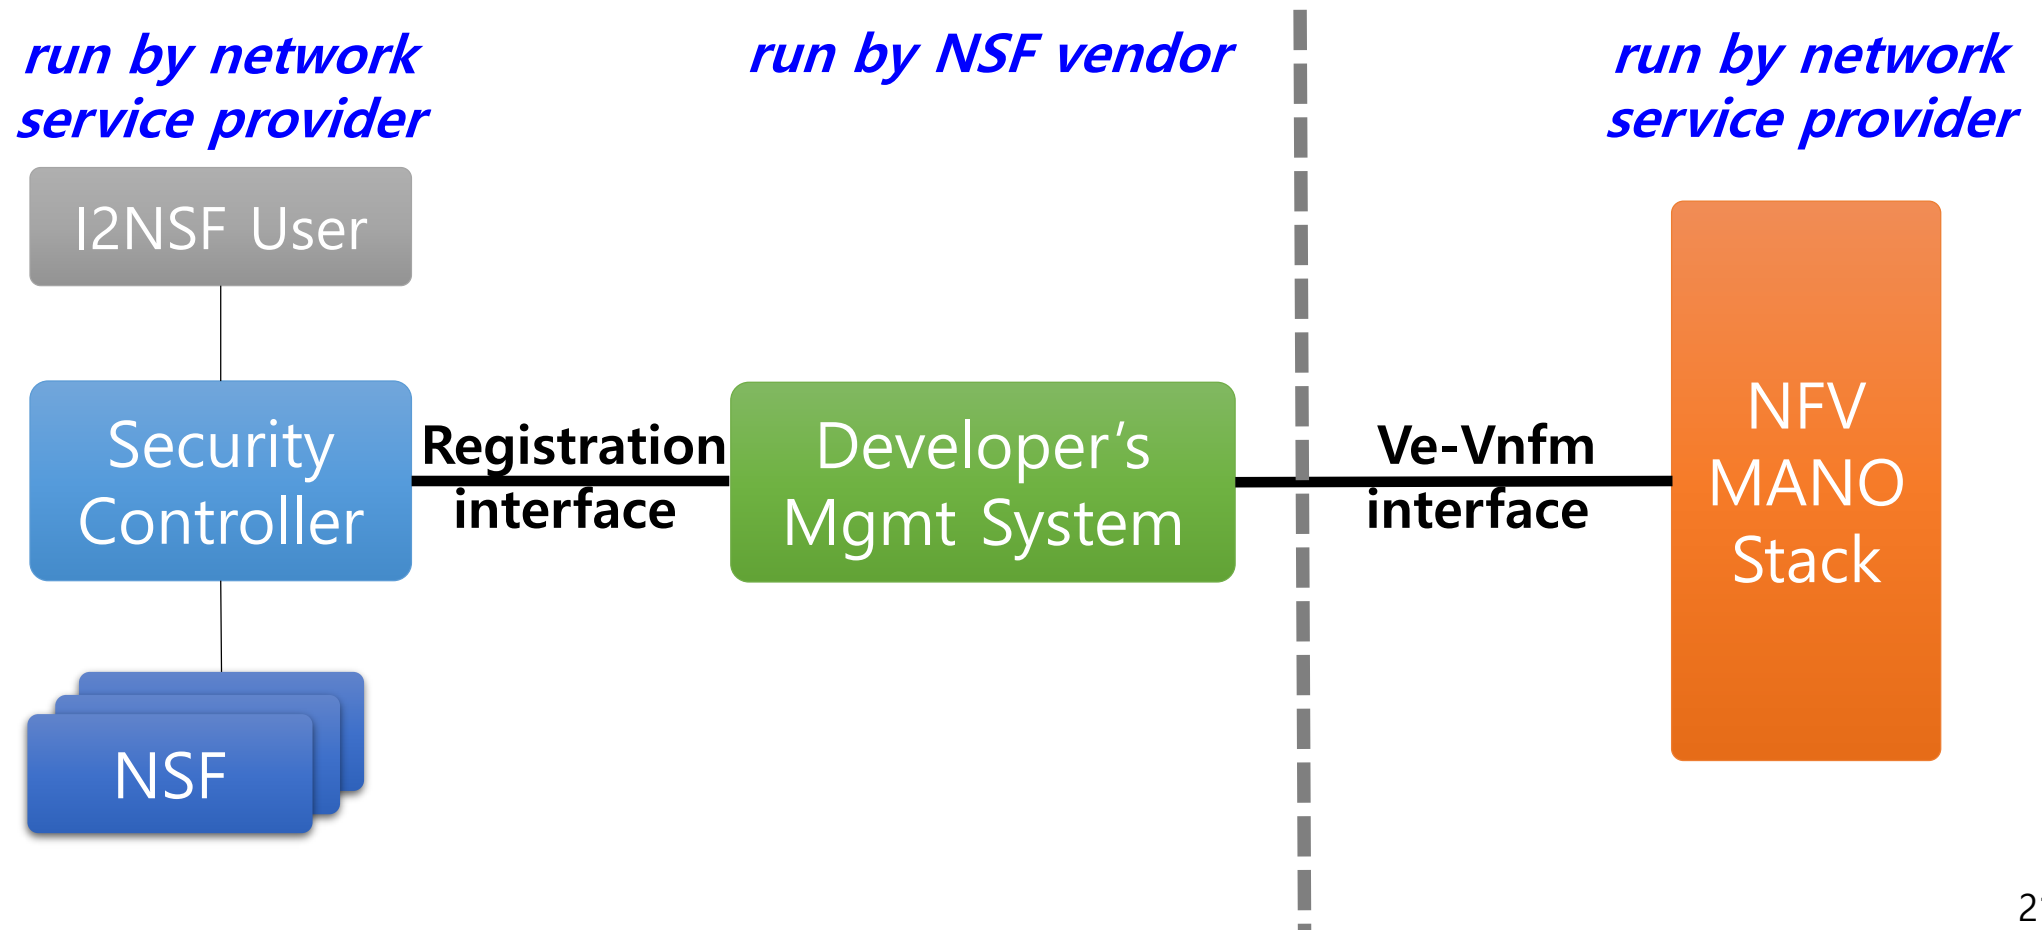 run by network
service provider
run by NSF vendor
run by network
service provider
I2NSF User
Security
Controller
Registration
interface
Developer’s
Mgmt System
Ve-Vnfm
interface
NFV
MANO
Stack
NSF